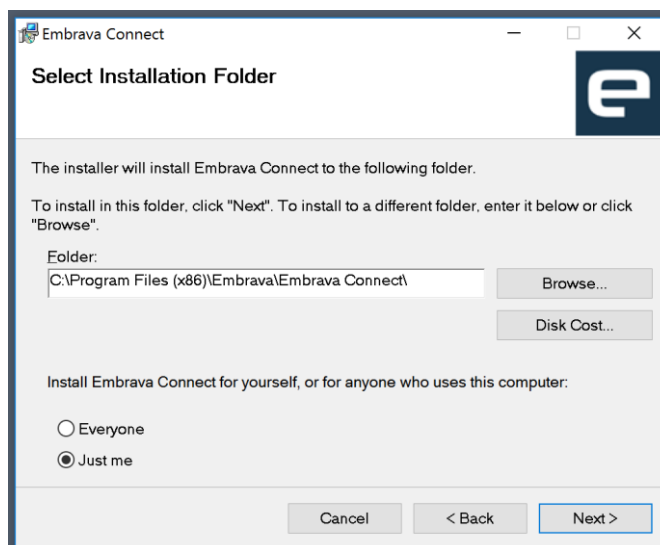 Embrava Connect
Select Installation Folder
e
The installer will install Embrava Connect to the following folder.
To install in this folder, click "Next". To install to a different folder, enter it below or click
"Browse".
Folder:
C:\Program Files (x86)\Embrava\Embrava Connect\
Browse...
Disk Cost...
Install Embrava Connect for yourself, or for anyone who uses this computer:
Everyone
Just me
Cancel
< Back
Next >